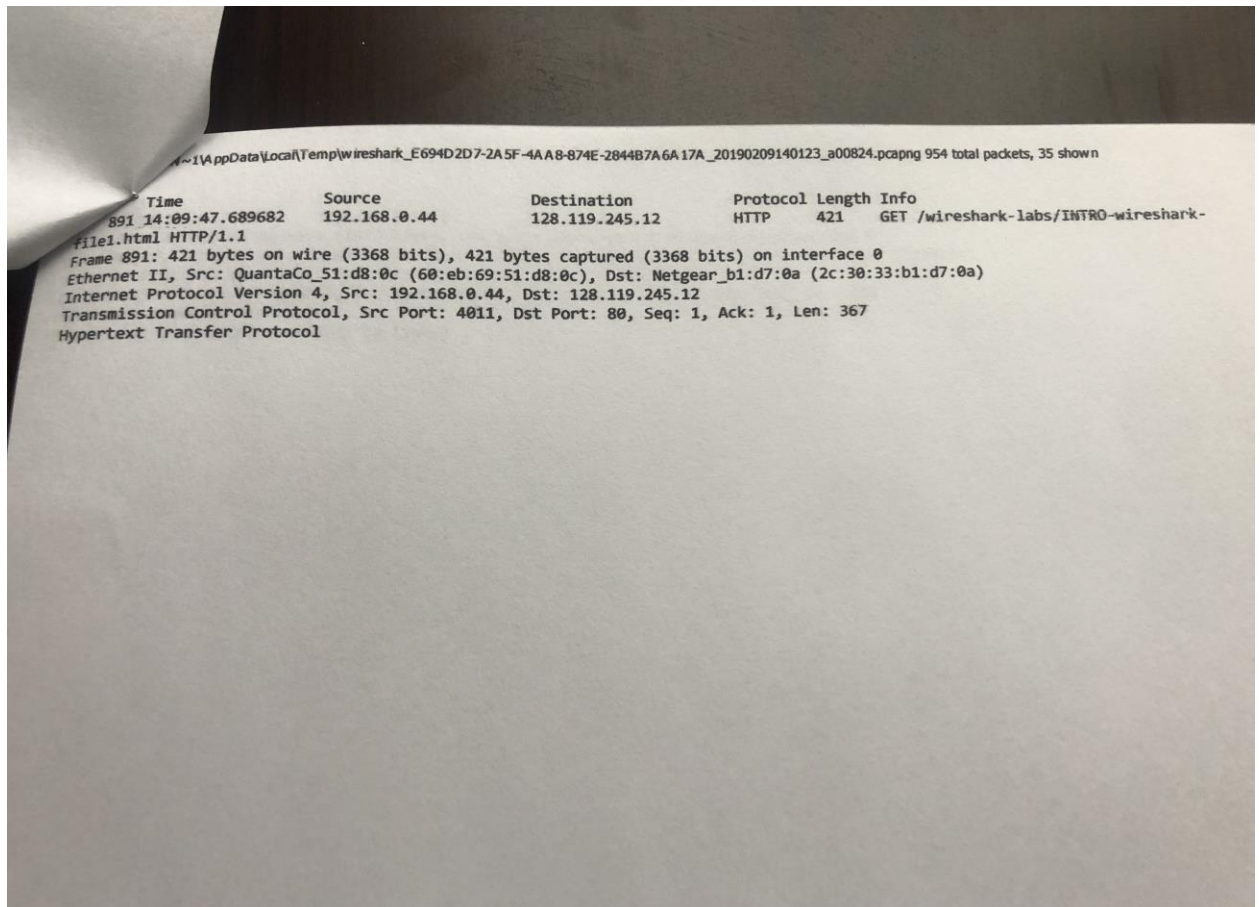 ~1\AppData\Local\Temp\wireshark_E694D2D7-2A5F-4AA8-874E-2844B7A6A17A_20190209140123_a00824.pcapng 954 total packets, 35 shown
Time Source Destination Protocol Length Info
891 14:09:47.689682 192.168.0.44 128.119.245.12 HTTP 421 GET /wireshark-labs/INTRO-wireshark-
file1.html HTTP/1.1
Frame 891: 421 bytes on wire (3368 bits), 421 bytes captured (3368 bits) on interface 0
Ethernet II, Src: QuantaCo_51:d8:0c (60:eb:69:51:d8:0c), Dst: Netgear_b1:d7:0a (2c:30:33:b1:d7:0a)
Internet Protocol Version 4, Src: 192.168.0.44, Dst: 128.119.245.12
Transmission Control Protocol, Src Port: 4011, Dst Port: 80, Seq: 1, Ack: 1, Len: 367
Hypertext Transfer Protocol